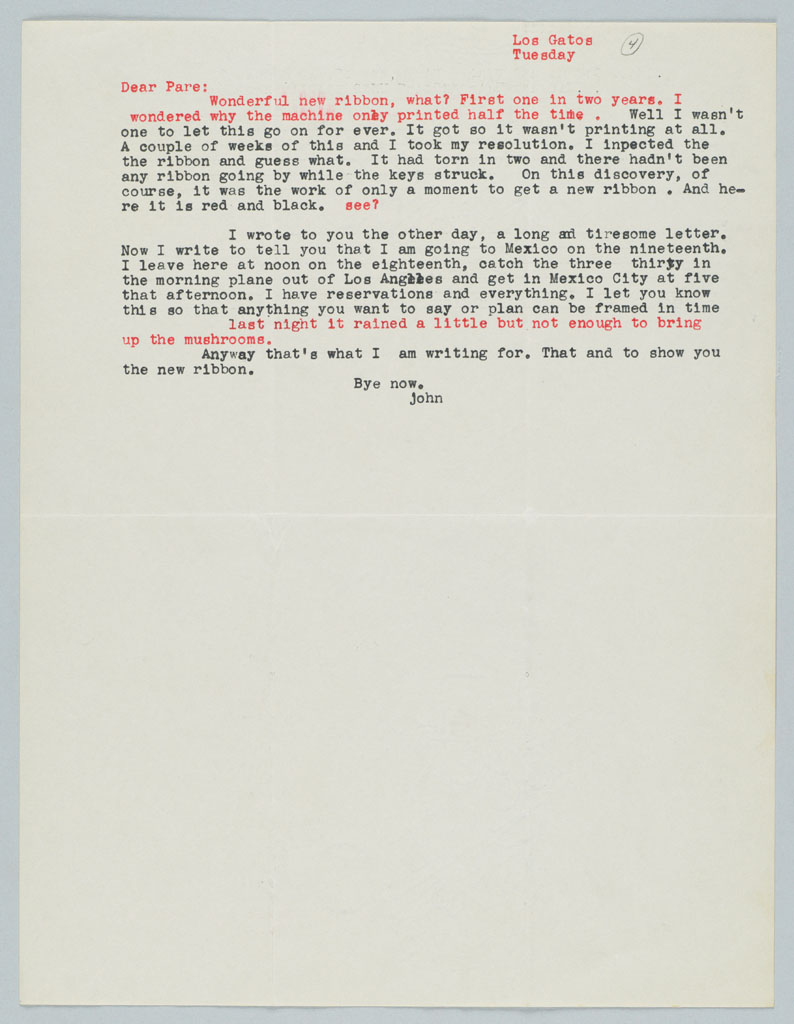 Los Gatos
4
Tuesday
Dear Pare:
Wonderful new ribbon, what? First one in two years. I
wondered why the machine only printed half the time . Well I wasn't
one to let this go on for ever. It got so it wasn't printing at all.
A couple of weeks of this and I took my resolution. I inpected the
the ribbon and guess what. It had torn in two and there hadn't been
any ribbon going by while the keys struck. On this discovery, of
course, it was the work of only a moment to get a new ribbon . And he-
re it is red and black. see?
I wrote to you the other day, a long ad tiresome letter.
Now I write to tell you that I am going to Mexico on the nineteenth.
I leave here at noon on the eighteenth, catch the three thirty in
the morning plane out of Los Angeles and get in Mexico City at five
that afternoon. I have reservations and everything. I let you know
this so that anything you want to say or plan can be framed in time
last night it rained a little but not enough to bring
up the mushrooms.
Anyway that's what I am writing for. That and to show you
the new ribbon.
Bye now.
john